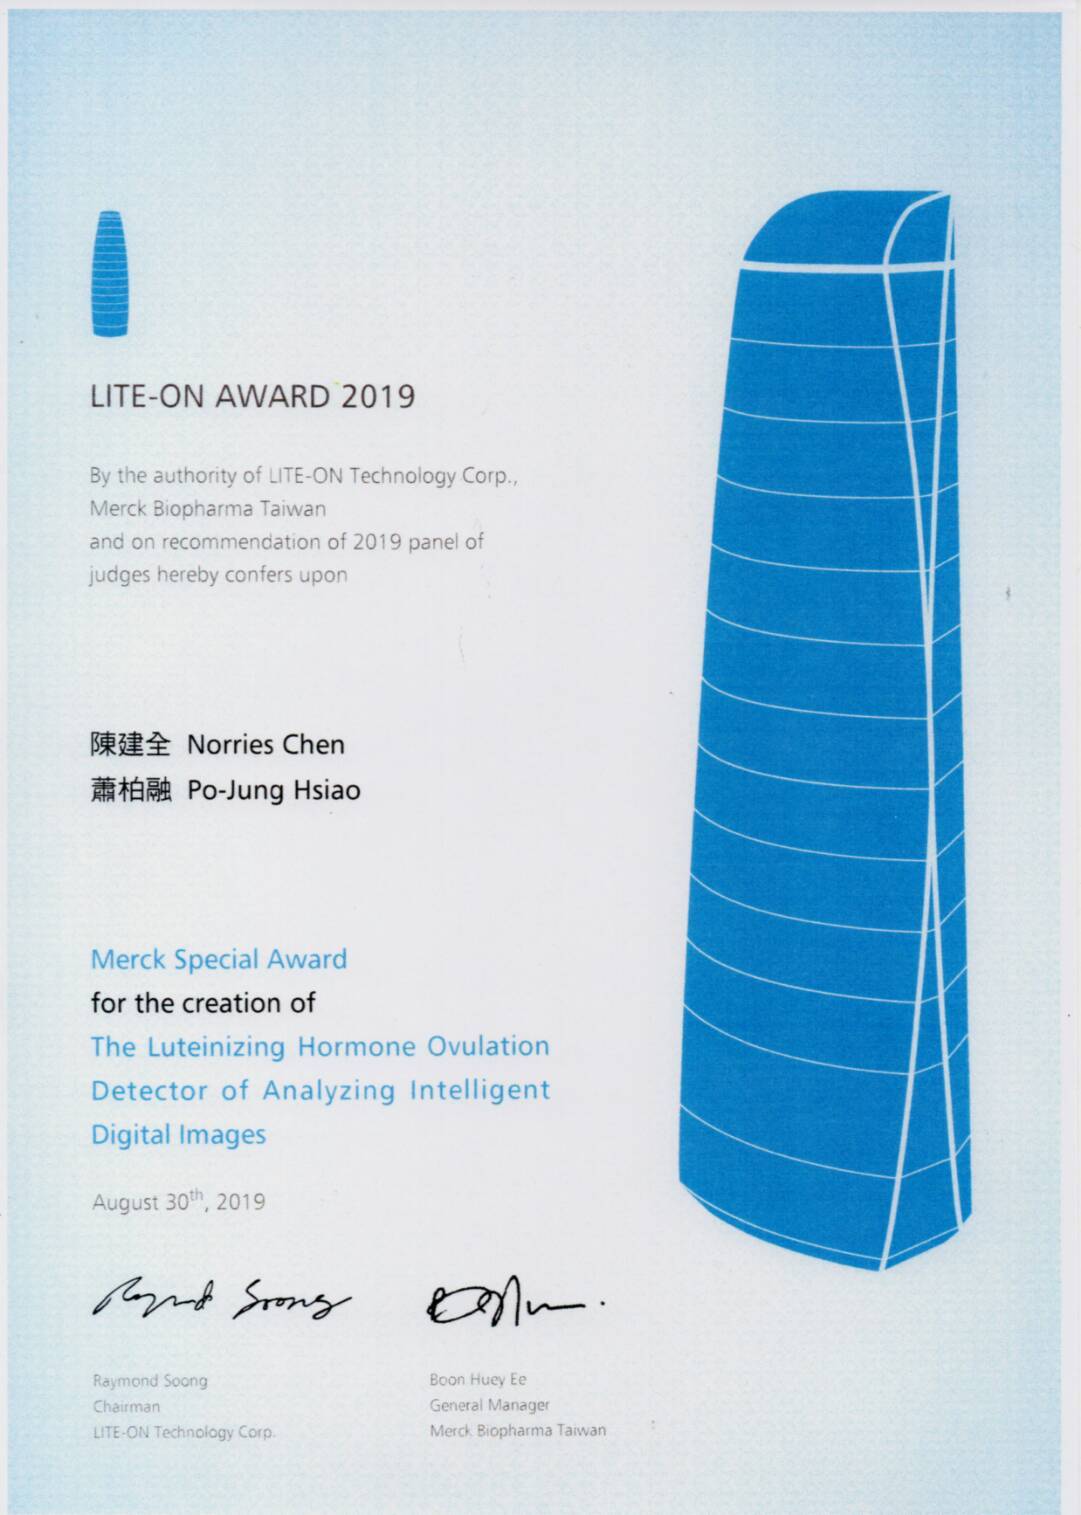 LITE-ON AWARD 2019
By the authority of LITE-ON Technology Corp.,
Merck Biopharma Taiwan
and on recommendation of 2019 panel of
judges hereby confers upon
陳建全 Norries Chen
蕭柏融 Po-Jung Hsiao
Merck Special Award
for the creation of
The Luteinizing Hormone Ovulation
Detector of Analyzing Intelligent
Digital Images
August 30th, 2019
Raymond Soong
Raymond Soong
Chairman
LITE-ON Technology Corp.
Boon Huey Ee
General Manager
Merck Biopharma Taiwan